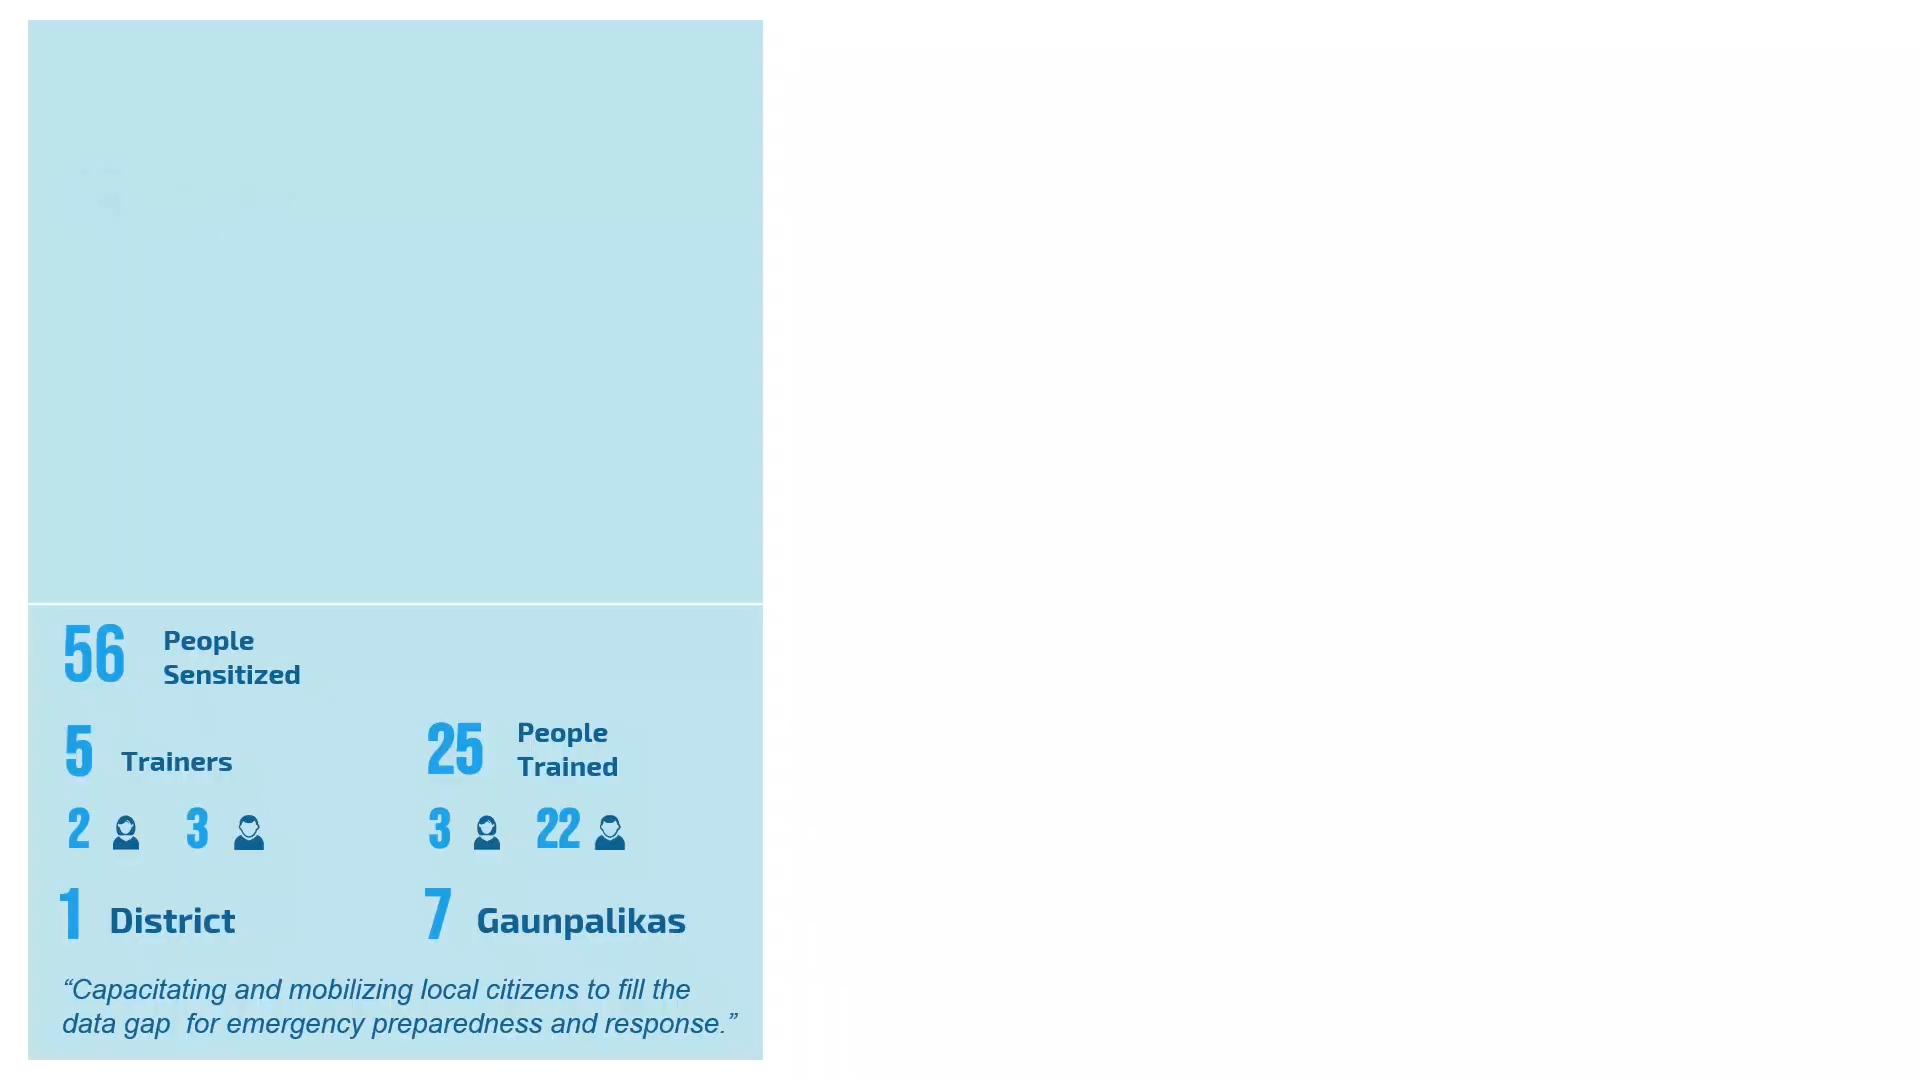 56 People
Sensitized
5 Trainers
25 People
Trained
2 3
3 22
1 District
7 Gaunpalikas
“Capacitating and mobilizing local citizens to fill the
data gap  for emergency preparedness and response.”